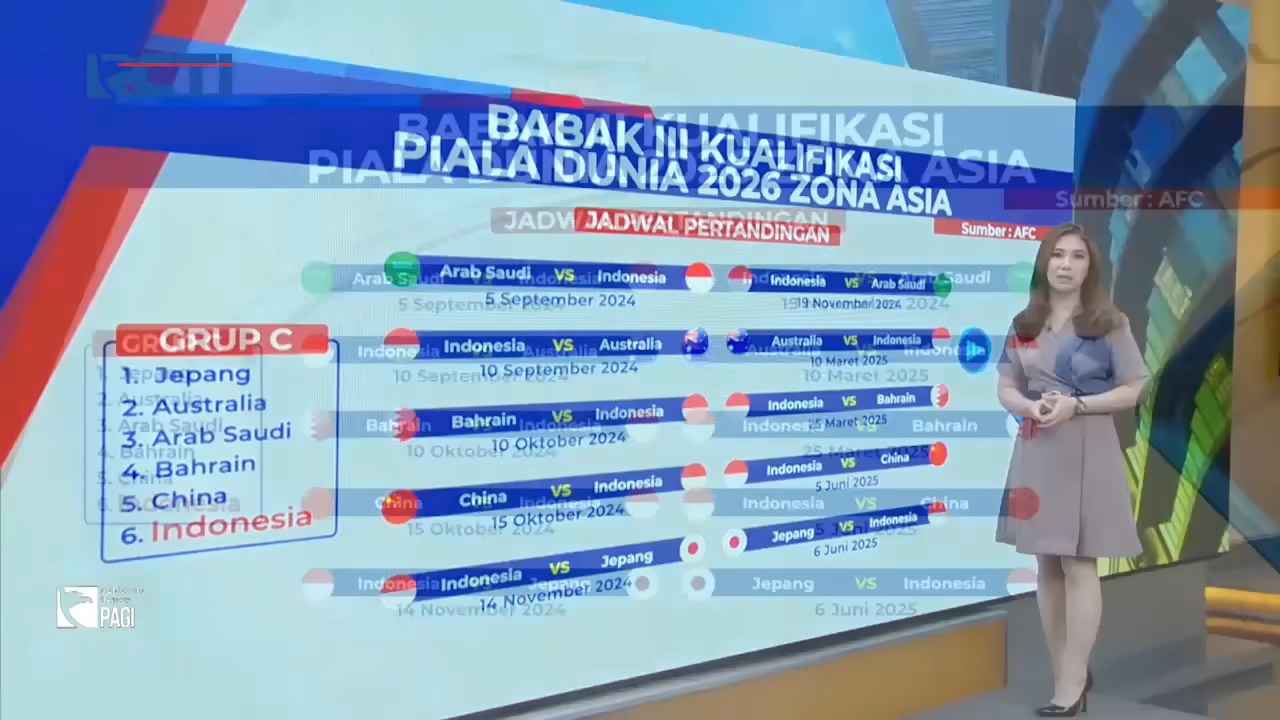 BABAK III KUALIFIKASI
PIALA DUNIA 2026 ZONA ASIA
JADWAL PERTANDINGAN
Sumber : AFC
Sumber : AFC
GRUP C
1. Jepang
2. Australia
3. Arab Saudi
4. Bahrain
5. China
6. Indonesia
Arab Saudi VS Indonesia
5 September 2024
Indonesia VS Australia
10 September 2024
Bahrain VS Indonesia
10 Oktober 2024
China VS Indonesia
15 Oktober 2024
Indonesia VS Jepang
14 November 2024
Indonesia VS Arab Saudi
19 November 2024
Australia VS Indonesia
10 Maret 2025
Indonesia VS Bahrain
25 Maret 2025
Indonesia VS China
5 Juni 2025
Jepang VS Indonesia
6 Juni 2025
PAGI